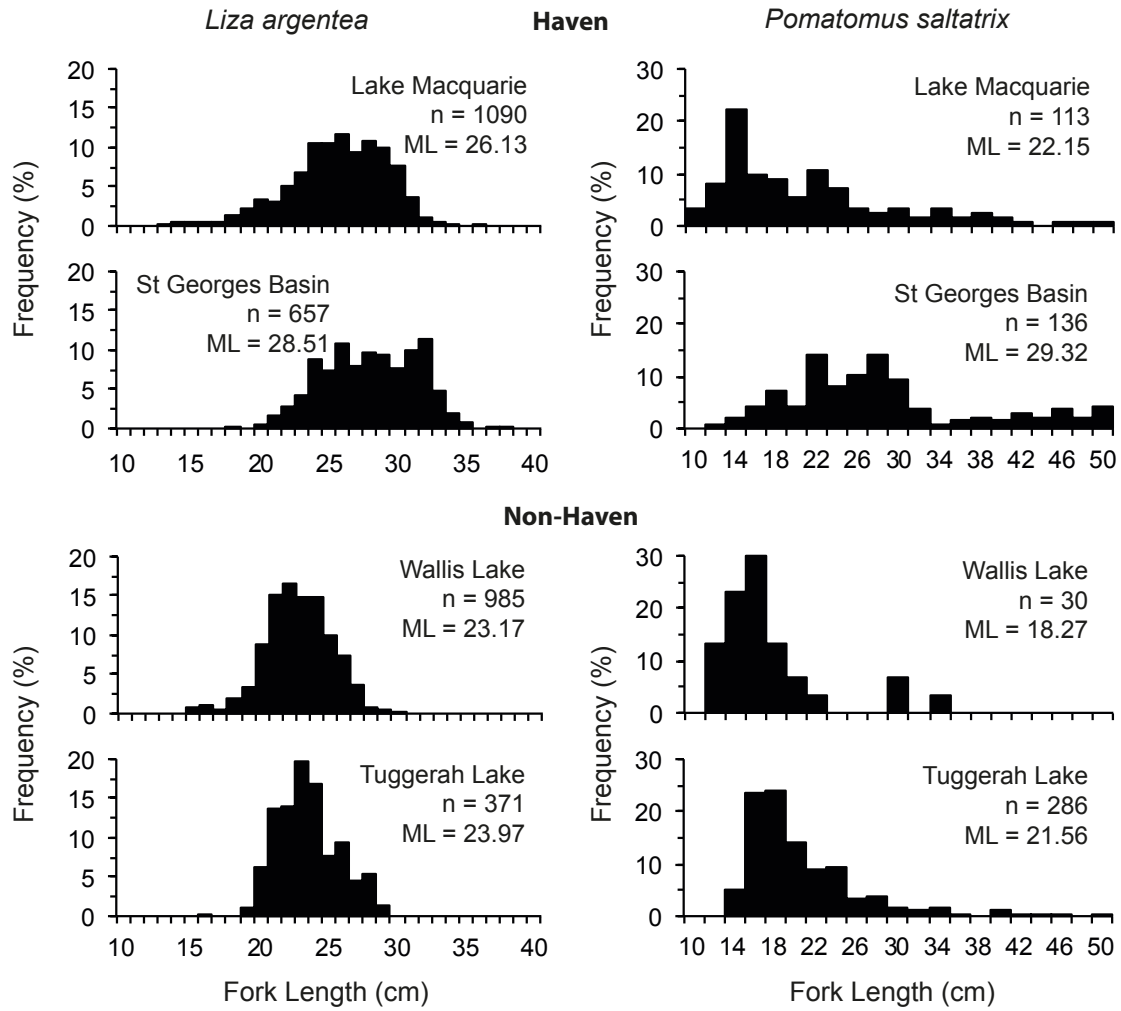 Liza argentea
Haven
Pomatomus saltatrix
Frequency (%)
20
15
10
5
0
Lake Macquarie
n = 1090
ML = 26.13
Frequency (%)
30
20
10
0
Lake Macquarie
n = 113
ML = 22.15
20
15
10
5
0
St Georges Basin
n = 657
ML = 28.51
10 20 25 30 35 40
30
20
10
0
St Georges Basin
n = 136
ML = 29.32
10 14 18 22 26 30 34 38 42 46 50
Non-Haven
Frequency (%)
20
15
10
5
0
Wallis Lake
n = 985
ML = 23.17
Frequency (%)
30
20
10
0
Wallis Lake
n = 30
ML = 18.27
Frequency (%)
20
15
10
5
0
Tuggerah Lake
n = 371
ML = 23.97
10 20 25 30 35 40
Fork Length (cm)
Frequency (%)
30
20
10
0
Tuggerah Lake
n = 286
ML = 21.56
10 14 18 22 26 30 34 38 42 46 50
Fork Length (cm)